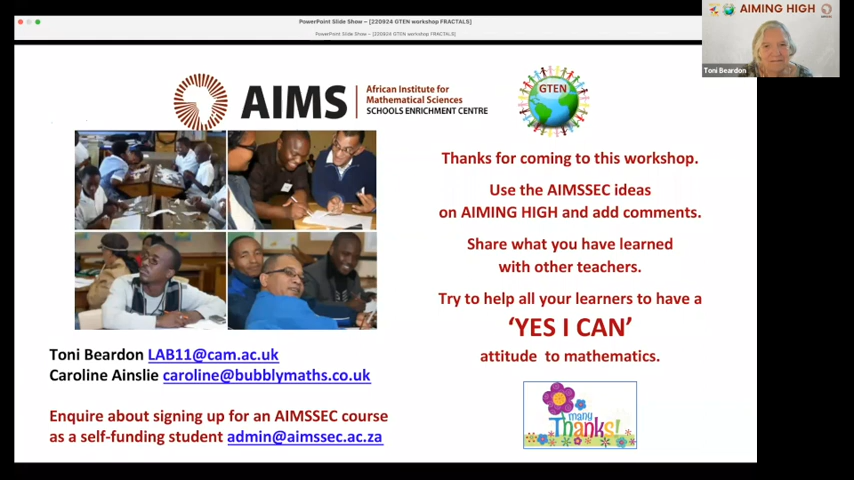 PowerPoint Slide Show – [220924 GTEN workshop FRACTALS]
PowerPoint Slide Show – [220924 GTEN workshop FRACTALS]
AIMING HIGH
Toni Beardon
AIMS
African Institute for
Mathematical Sciences
SCHOOLS ENRICHMENT CENTRE
GTEN
Thanks for coming to this workshop.
Use the AIMSSEC ideas
on AIMING HIGH and add comments.
Share what you have learned
with other teachers.
Try to help all your learners to have a
‘YES I CAN’
attitude to mathematics.
Toni Beardon LAB11@cam.ac.uk
Caroline Ainslie caroline@bubblymaths.co.uk
Enquire about signing up for an AIMSSEC course
as a self-funding student admin@aimssec.ac.za
many
Thanks!